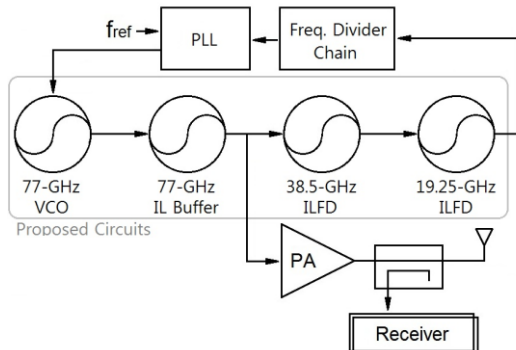 fref
PLL
Freq. Divider
Chain
77-GHz
VCO
77-GHz
IL Buffer
38.5-GHz
ILFD
19.25-GHz
ILFD
Proposed Circuits
PA
Receiver